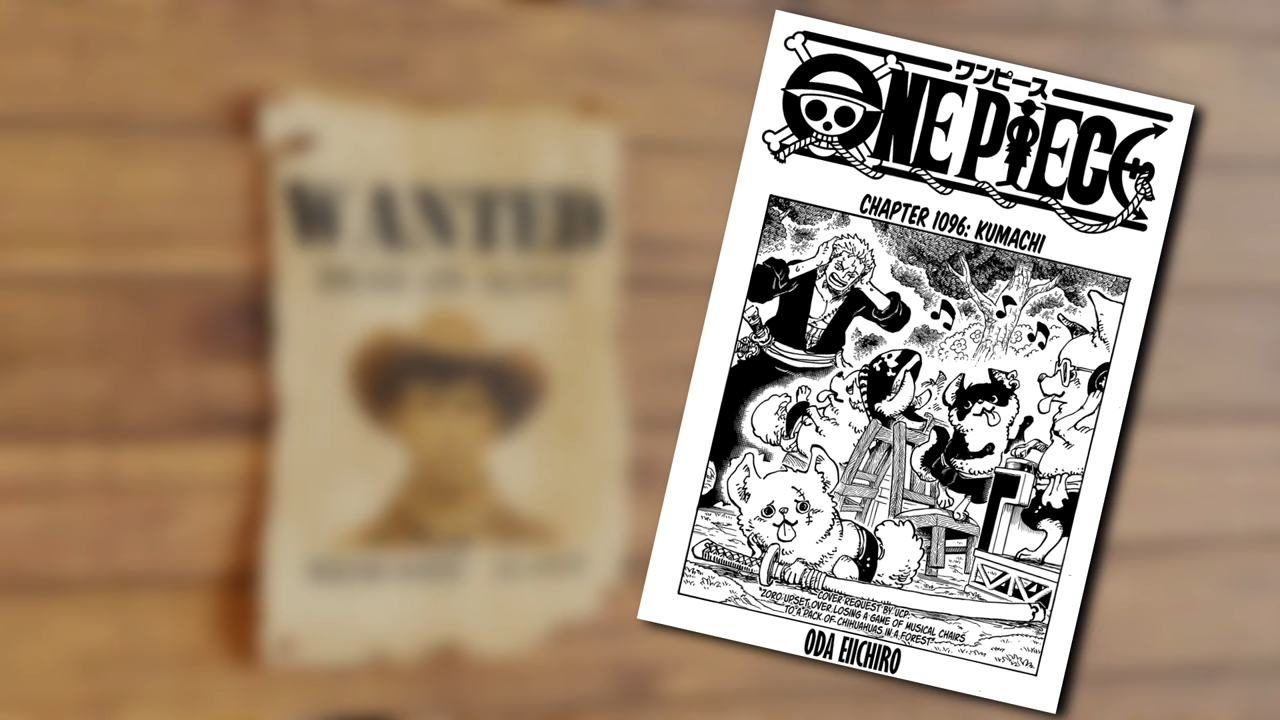 WANTED
ワンピース
ONE PIECE
CHAPTER 1096: KUMACHI
COVER REQUEST BY UCP:
"ZORO UPSET OVER LOSING A GAME OF MUSICAL CHAIRS
TO A PACK OF CHIHUAHUAS IN A FOREST"
ODA EIICHIRO